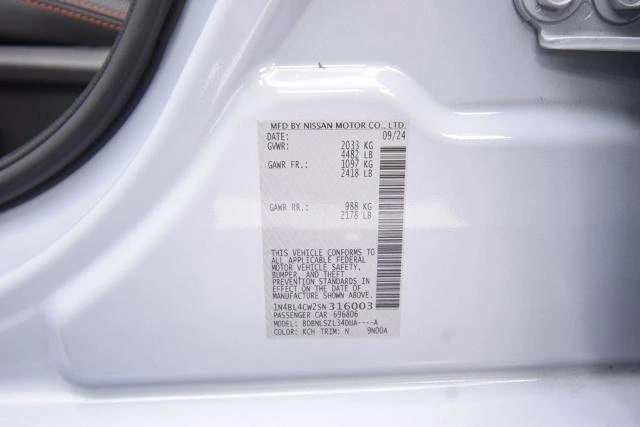 MFD BY NISSAN MOTOR CO., LTD.
DATE: 09/24
GVWR: 2033 KG
4482 LB
GAWR FR.: 1097 KG
2418 LB
GAWR RR.: 988 KG
2178 LB
THIS VEHICLE CONFORMS TO
ALL APPLICABLE FEDERAL
MOTOR VEHICLE SAFETY,
BUMPER, AND THEFT
PREVENTION STANDARDS IN
EFFECT ON THE DATE OF
MANUFACTURE SHOWN ABOVE.
1N4BL4CW2SN316003
PASSENGER CAR 696806
MODEL: BDBNLSZL34DUA----A
COLOR: KCH TRIM: N 9N00A